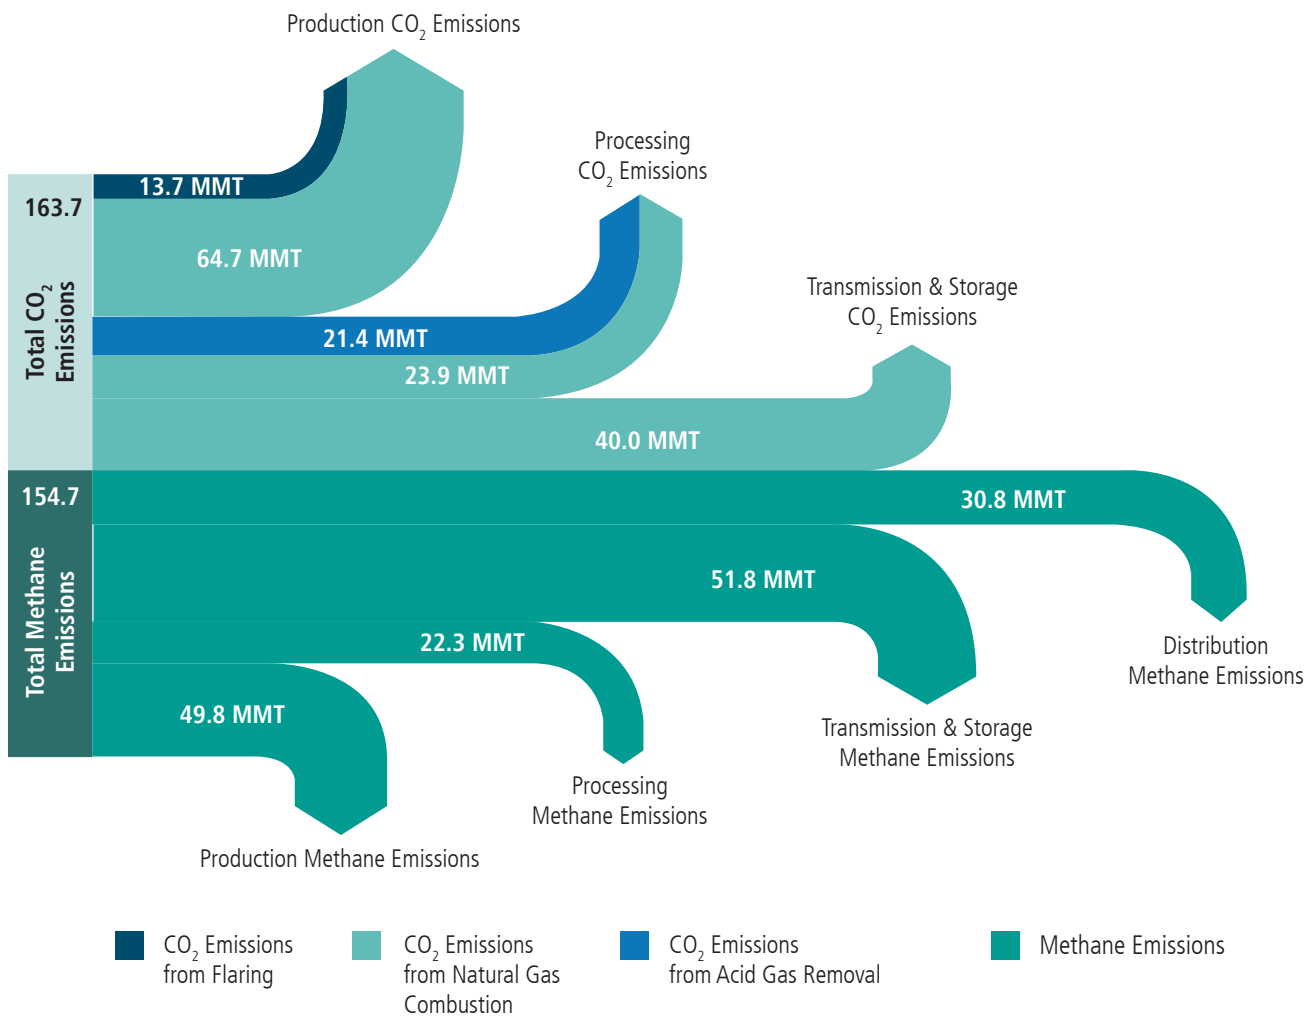 Production CO₂ Emissions
Processing
CO₂ Emissions
13.7 MMT
163.7
64.7 MMT
Transmission & Storage
CO₂ Emissions
Total CO₂
Emissions
21.4 MMT
23.9 MMT
40.0 MMT
154.7
30.8 MMT
Total Methane
Emissions
51.8 MMT
22.3 MMT
Distribution
Methane Emissions
49.8 MMT
Transmission & Storage
Methane Emissions
Processing
Methane Emissions
Production Methane Emissions
CO₂ Emissions
from Flaring
CO₂ Emissions
from Natural Gas
Combustion
CO₂ Emissions
from Acid Gas Removal
Methane Emissions